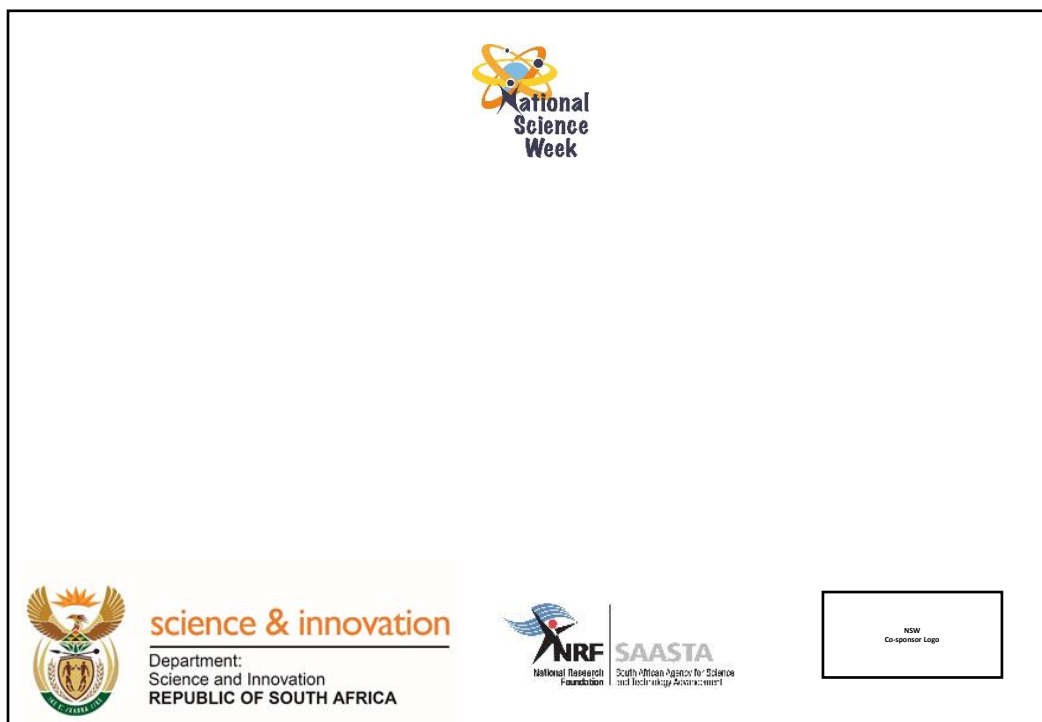 National
Science
Week
science & innovation
Department:
Science and Innovation
REPUBLIC OF SOUTH AFRICA
NRF
National Research
Foundation
SAASTA
South African Agency for Science
and Technology Advancement
NSW
Co-sponsor Logo